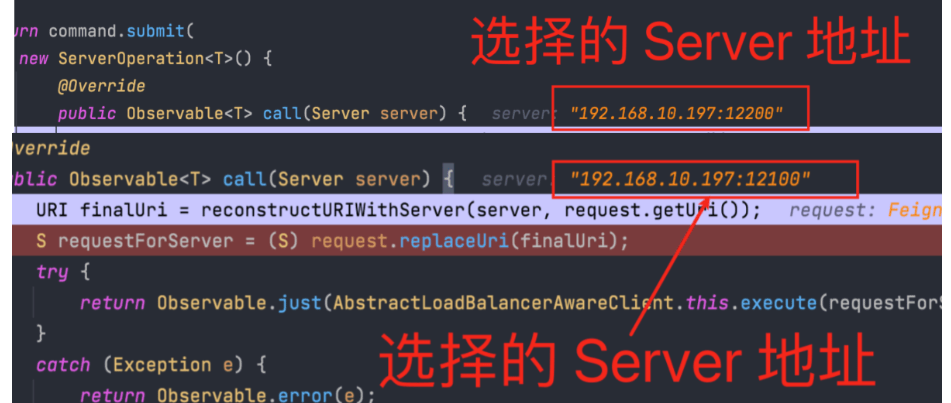 urn command.submit(
new ServerOperation<T>() {
选择的 Server 地址
@Override
public Observable<T> call(Server server) { server: "192.168.10.197:12200"
verride
blic Observable<T> call(Server server) { server: "192.168.10.197:12100"
URI finalUri = reconstructURIWithServer(server, request.getUri()); request: Feign
S requestForServer = (S) request.replaceUri(finalUri);
try {
return Observable.just(AbstractLoadBalancerAwareClient.this.execute(requestForS
}
选择的 Server 地址
catch (Exception e) {
return Observable.error(e);